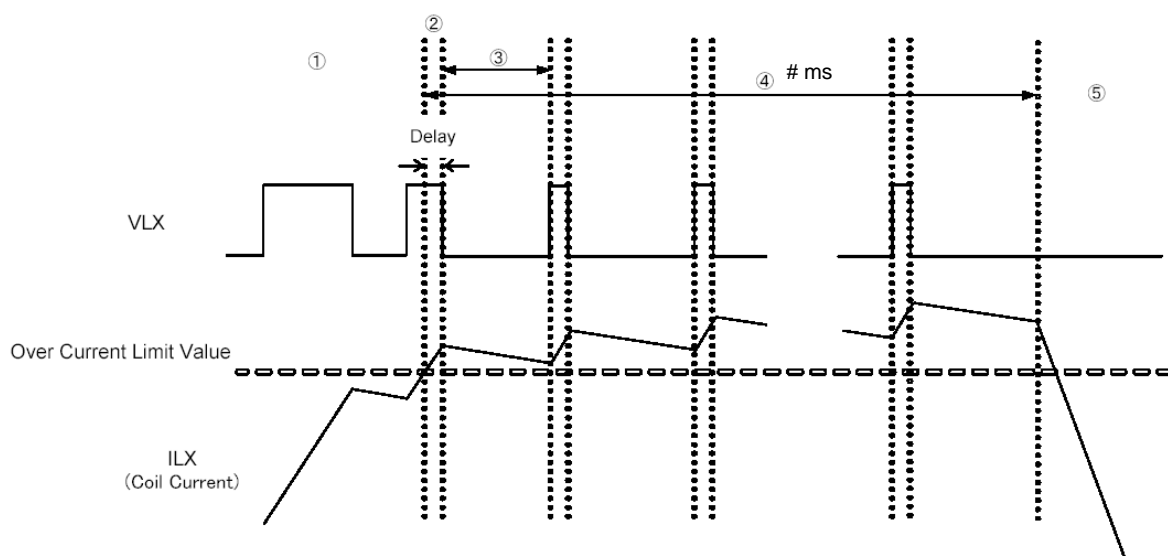 ②
① ③ ④ # ms ⑤
Delay
VLX
Over Current Limit Value
ILX
(Coil Current)